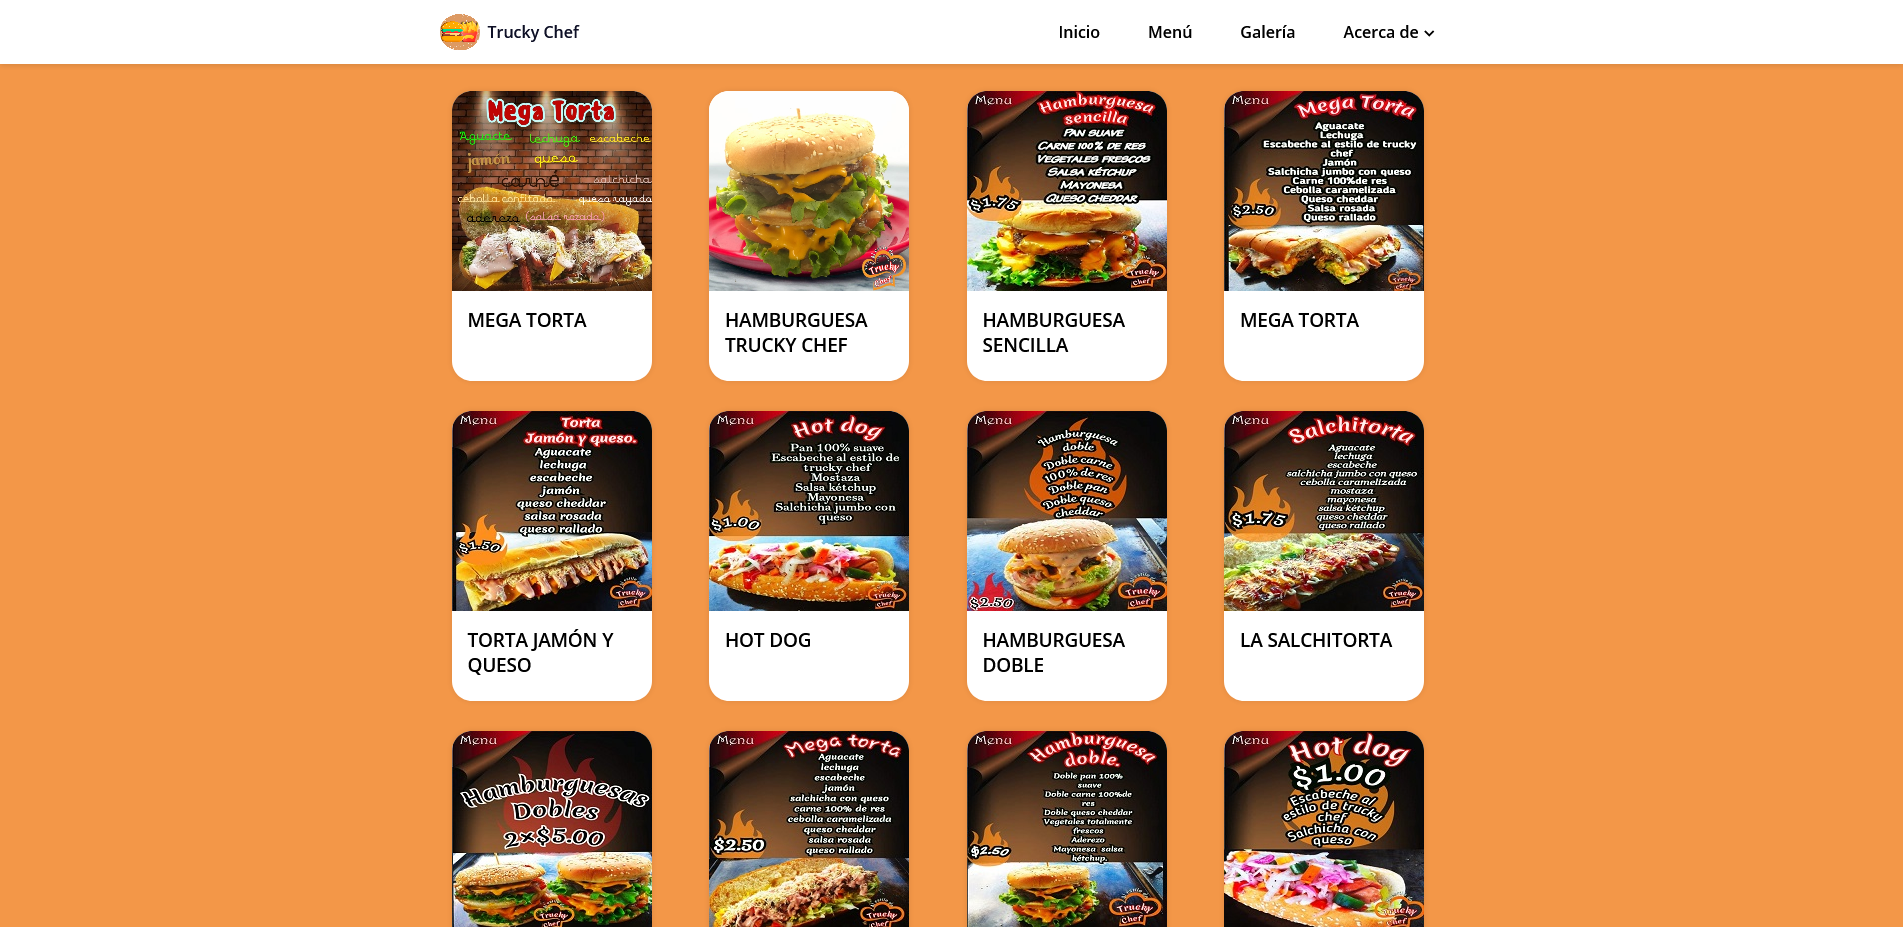 Trucky Chef
Inicio
Menú
Galería
Acerca de
Mega Torta
Aguacte
lechuga
escabeche
jamón
queso
carne
salchicha
cebolla confitada
queso rayado
aderezo
(salsa rozada)
MEGA TORTA
Trucky
Chef
HAMBURGUESA
TRUCKY CHEF
Menu
Hamburguesa
sencilla
Pan suave
Carne 100% de res
Vegetales frescos
Salsa kétchup
Mayonesa
Queso cheddar
$1.75
Trucky
Chef
HAMBURGUESA
SENCILLA
Menu
Mega Torta
Aguacate
Lechuga
Escabeche al estilo de trucky
chef
Jamón
Salchicha jumbo con queso
Carne 100%de res
Cebolla caramelizada
Queso cheddar
Salsa rosada
Queso rallado
$2.50
Trucky
Chef
MEGA TORTA
Menu
Torta
Jamón y queso.
Aguacate
lechuga
escabeche
jamón
queso cheddar
salsa rosada
queso rallado
$1.50
Trucky
Chef
TORTA JAMÓN Y
QUESO
Menu
Hot dog
Pan 100% suave
Escabeche al estilo de
trucky chef
Mostaza
Salsa kétchup
Mayonesa
Salchicha jumbo con
queso
$1.00
Trucky
Chef
HOT DOG
Menu
Hamburguesa
doble
Doble carne
100% de res
Doble pan
Doble queso
cheddar
$2.50
Trucky
Chef
HAMBURGUESA
DOBLE
Menu
Salchitorta
Aguacate
lechuga
escabeche
salchicha jumbo con queso
cebolla caramelizada
mostaza
mayonesa
salsa kétchup
queso cheddar
queso rallado
$1.75
Trucky
Chef
LA SALCHITORTA
Menu
Hamburguesas
Dobles
2×$5.00
Trucky
Chef
Menu
Mega torta
Aguacate
lechuga
escabeche
jamón
salchicha con queso
carne 100% de res
cebolla caramelizada
queso cheddar
salsa rosada
queso rallado
$2.50
Trucky
Chef
Menu
Hamburguesa
doble.
Doble pan 100%
suave
Doble carne 100%de
res
Doble queso cheddar
Vegetales totalmente
frescos
Aderezo
Mayonesa salsa
kétchup.
$2.50
Trucky
Chef
Menu
Hot dog
$1.00
Escabeche al
estilo de trucky
chef
Salchicha con
queso
Trucky
Chef